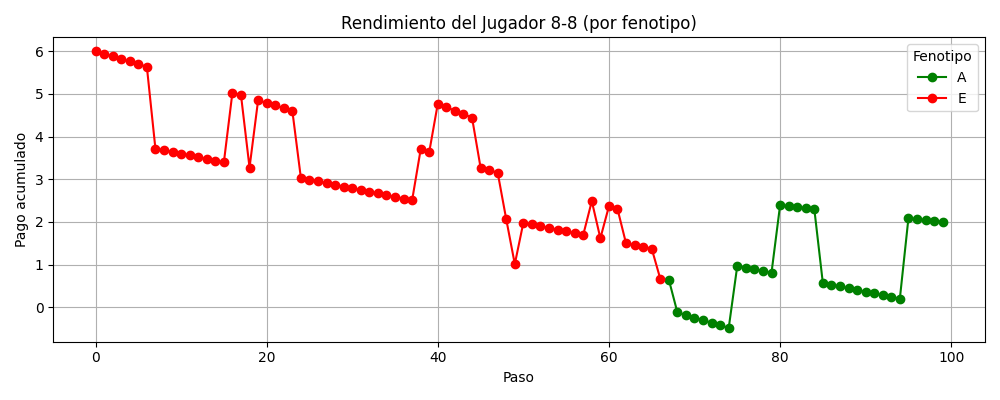 Rendimiento del Jugador 8-8 (por fenotipo)
Pago acumulado
6
5
4
3
2
1
0
Fenotipo
A
E
0 20 40 60 80 100
Paso